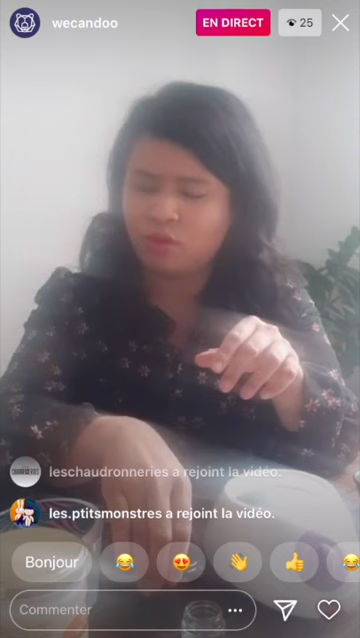 wecandoo
EN DIRECT
25
leschaudronneries a rejoint la vidéo.
les.ptitsmonstres a rejoint la vidéo.
Bonjour
Commenter